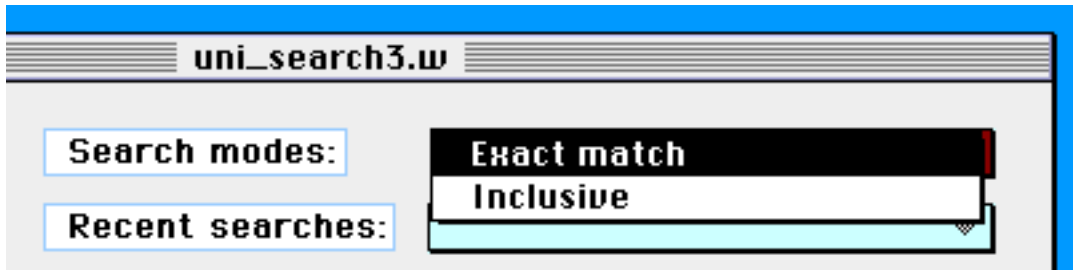 uni_search3.w
Search modes:
Exact match
Inclusive
Recent searches: